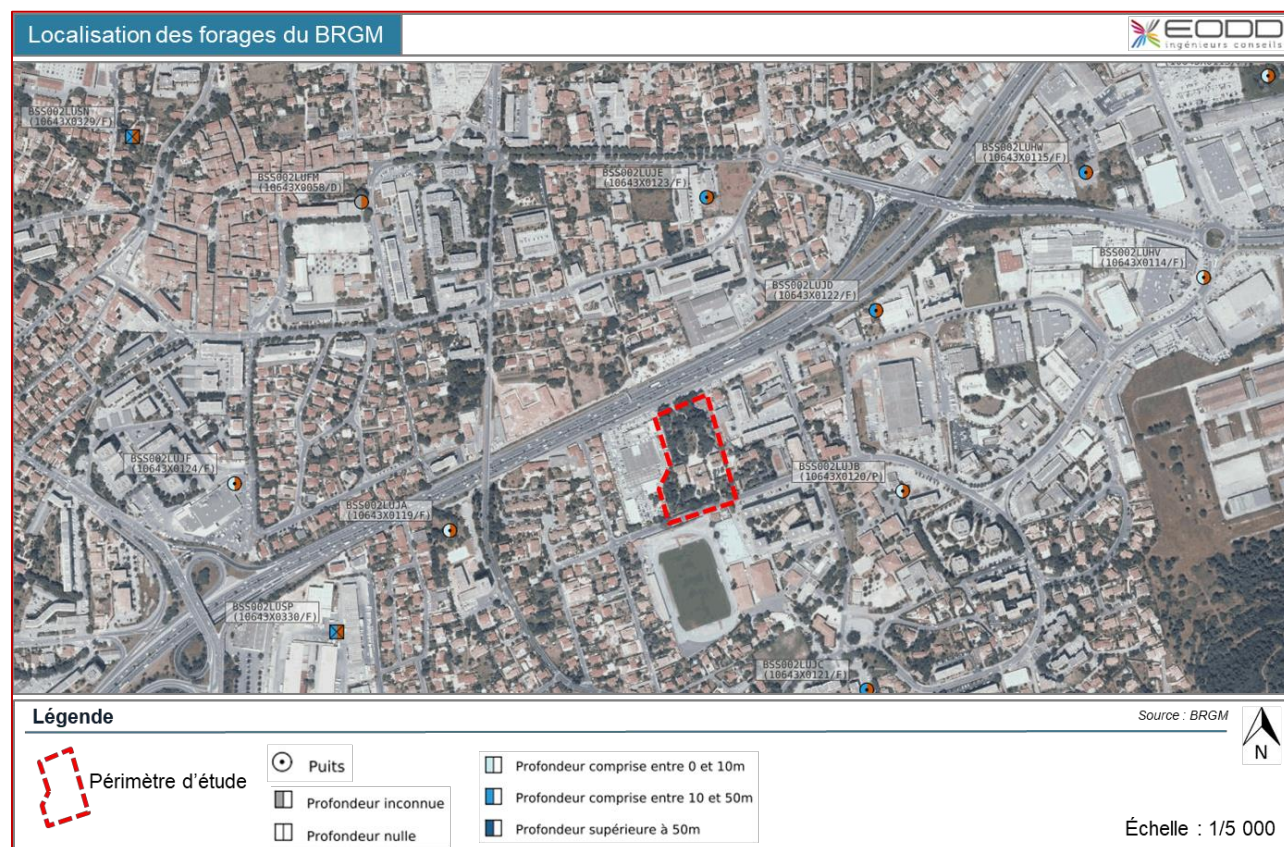 Localisation des forages du BRGM
EODD
ingénieurs conseils
BSS002LUSN
(10643X0329/F)
BSS002LUHW
(10643X0115/F)
BSS002LUFM
(10643X0058/D)
BSS002LUJE
(10643X0123/F)
BSS002LUHV
(10643X0114/F)
BSS002LUJD
(10643X0122/F)
BSS002LUJF
(10643X0124/F)
BSS002LUJB
(10643X0120/P)
BSS002LUJA
(10643X0119/F)
BSS002LUSP
(10643X0330/F)
BSS002LUJC
(10643X0121/F)
Légende
Source : BRGM
N
Périmètre d'étude
Puits
Profondeur inconnue
Profondeur nulle
Profondeur comprise entre 0 et 10m
Profondeur comprise entre 10 et 50m
Profondeur supérieure à 50m
Échelle : 1/5 000